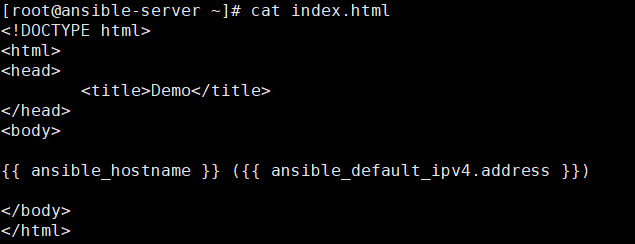 [root@ansible-server ~]# cat index.html
<!DOCTYPE html>
<html>
<head>
        <title>Demo</title>
</head>
<body>

{{ ansible_hostname }} ({{ ansible_default_ipv4.address }})

</body>
</html>